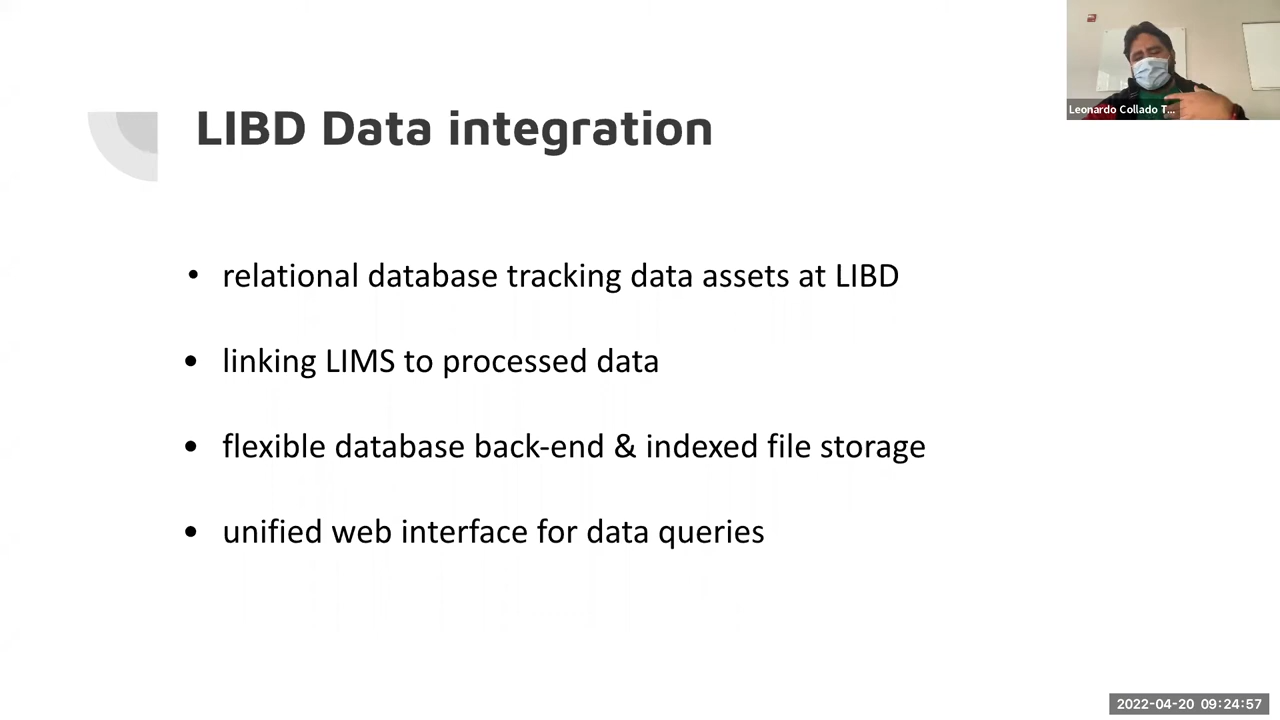 LIBD Data integration
• relational database tracking data assets at LIBD
• linking LIMS to processed data
• flexible database back-end & indexed file storage
• unified web interface for data queries
Leonardo Collado T...
2022-04-20 09:24:57